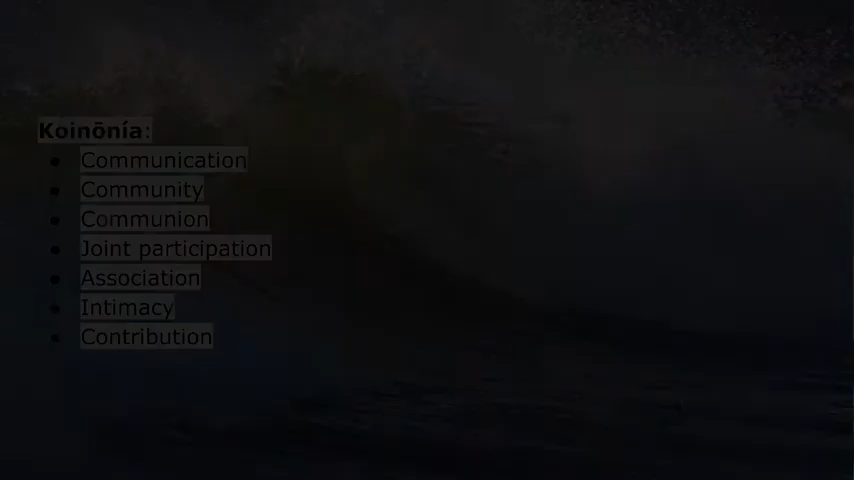 Koinōnía:
• Communication
• Community
• Communion
• Joint participation
• Association
• Intimacy
• Contribution